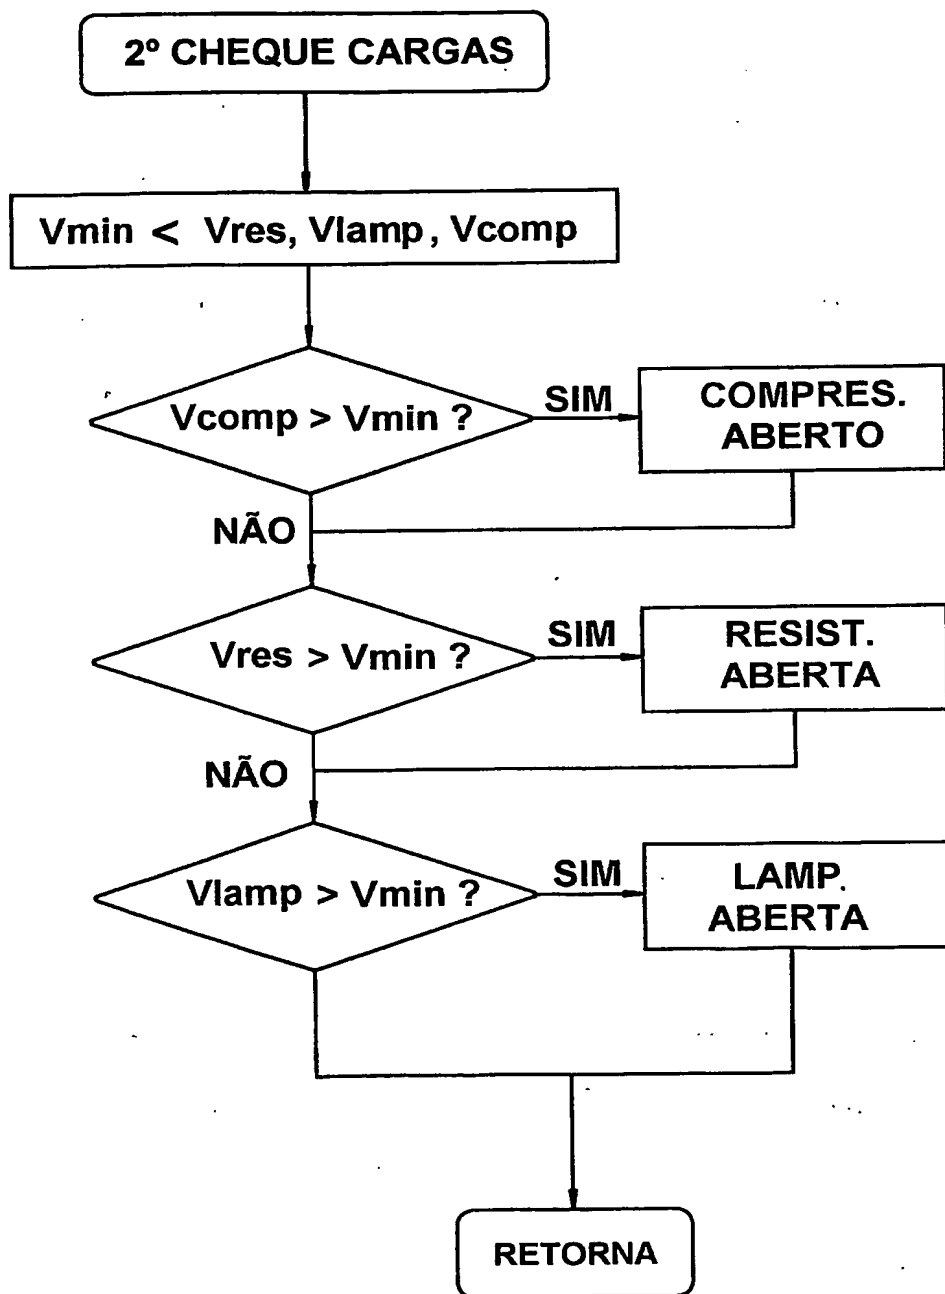 2º CHEQUE CARGAS
Vmin < Vres, Vlamp, Vcomp
Vcomp > Vmin ?
SIM
COMPRES.
ABERTO
NÃO
Vres > Vmin ?
SIM
RESIST.
ABERTA
NÃO
Vlamp > Vmin ?
SIM
LAMP.
ABERTA
RETORNA